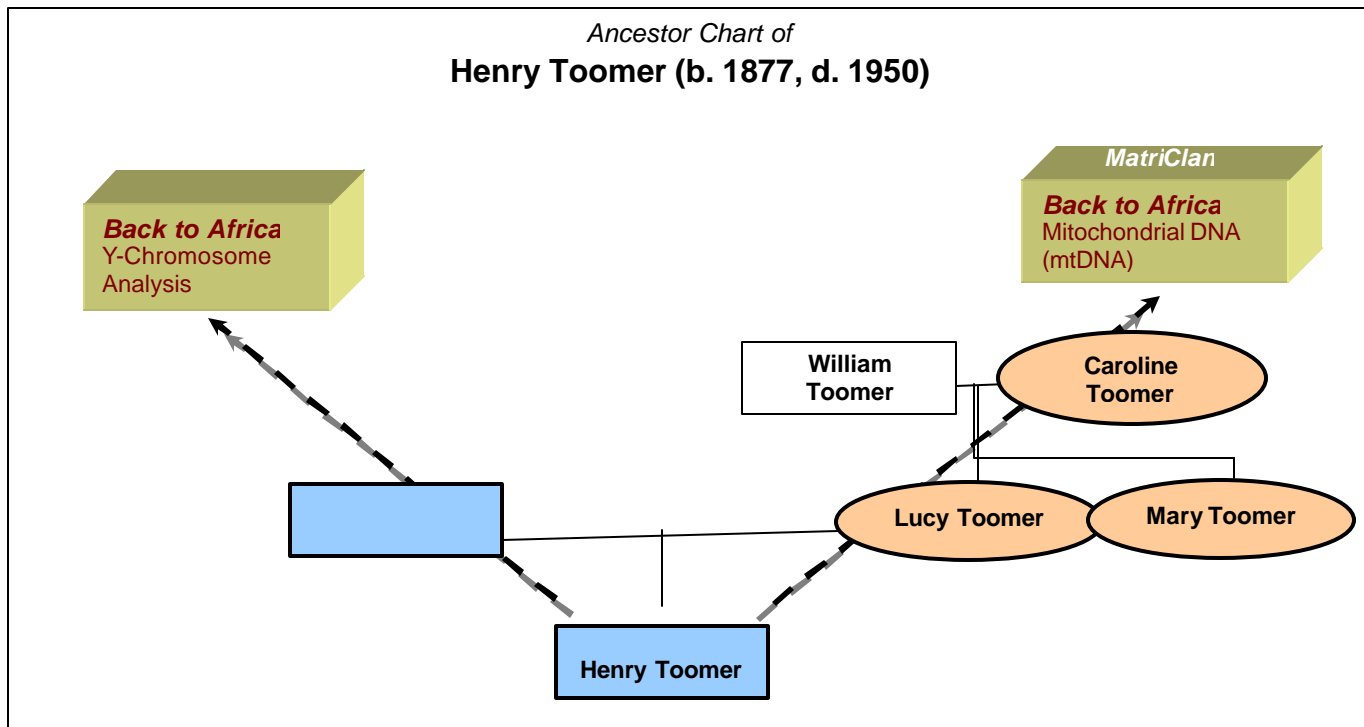 Ancestor Chart of
Henry Toomer (b. 1877, d. 1950)
MatriClan
Back to Africa
Y-Chromosome
Analysis
Back to Africa
Mitochondrial DNA
(mtDNA)
William
Toomer
Caroline
Toomer
Lucy Toomer
Mary Toomer
Henry Toomer